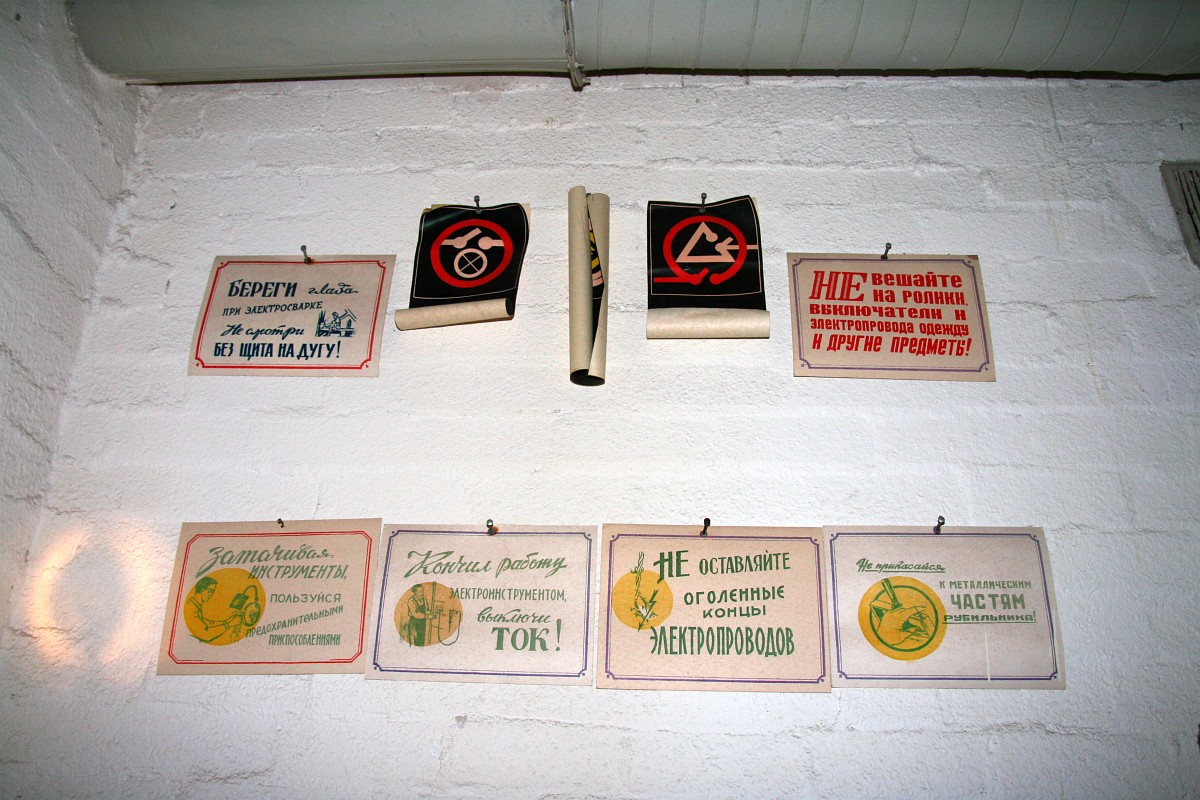 БЕРЕГИ глаза
ПРИ ЭЛЕКТРОСВАРКЕ
Не смотри
БЕЗ ЩИТА НА ДУГУ!
НЕ ВЕШАЙТЕ
НА РОЛИКИ,
ВЫКЛЮЧАТЕЛИ И
ЭЛЕКТРОПРОВОДА ОДЕЖДУ
И ДРУГИЕ ПРЕДМЕТЫ!
Затачивая
ИНСТРУМЕНТЫ,
ПОЛЬЗУЙСЯ
ПРЕДОХРАНИТЕЛЬНЫМИ
ПРИСПОСОБЛЕНИЯМИ
Кончил работу
ЭЛЕКТРОИНСТРУМЕНТОМ,
выключи
ТОК!
НЕ ОСТАВЛЯЙТЕ
ОГОЛЕННЫЕ
КОНЦЫ
ЭЛЕКТРОПРОВОДОВ
Не прикасайся
К МЕТАЛЛИЧЕСКИМ
ЧАСТЯМ
РУБИЛЬНИКА!